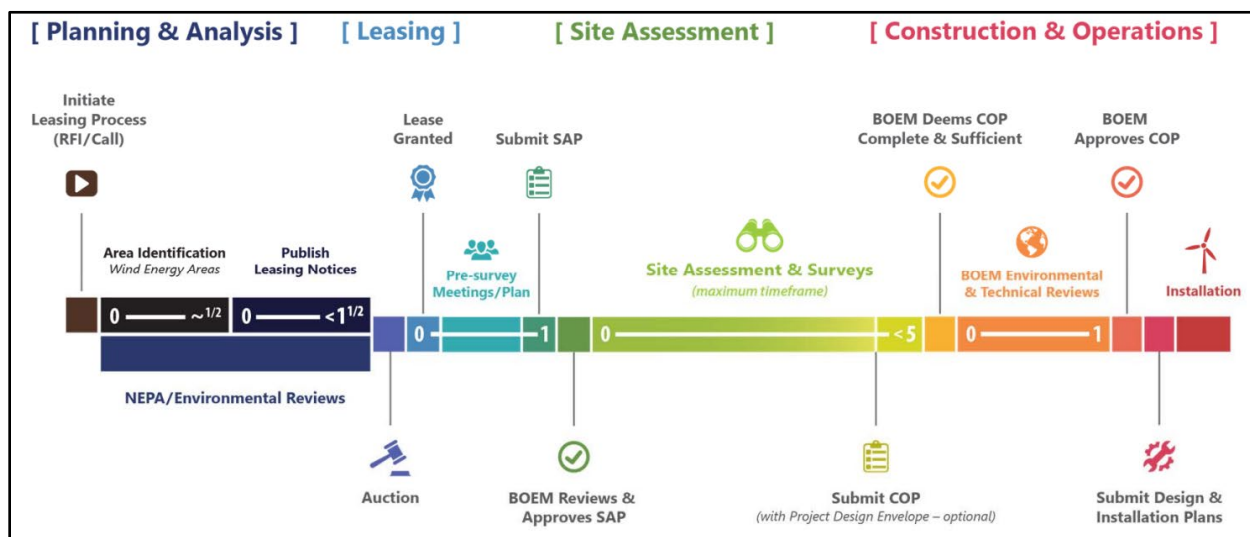 [ Planning & Analysis ]
[ Leasing ]
[ Site Assessment ]
[ Construction & Operations ]
Initiate
Leasing Process
(RFI/Call)
Lease
Granted
Submit SAP
BOEM Deems COP
Complete & Sufficient
BOEM
Approves COP
Area Identification
Wind Energy Areas
Publish
Leasing Notices
Pre-survey
Meetings/Plan
Site Assessment & Surveys
(maximum timeframe)
BOEM Environmental
& Technical Reviews
Installation
0 ~1/2
0 <1 1/2
0 1
0 <5
0 1
NEPA/Environmental Reviews
Auction
BOEM Reviews &
Approves SAP
Submit COP
(with Project Design Envelope – optional)
Submit Design &
Installation Plans